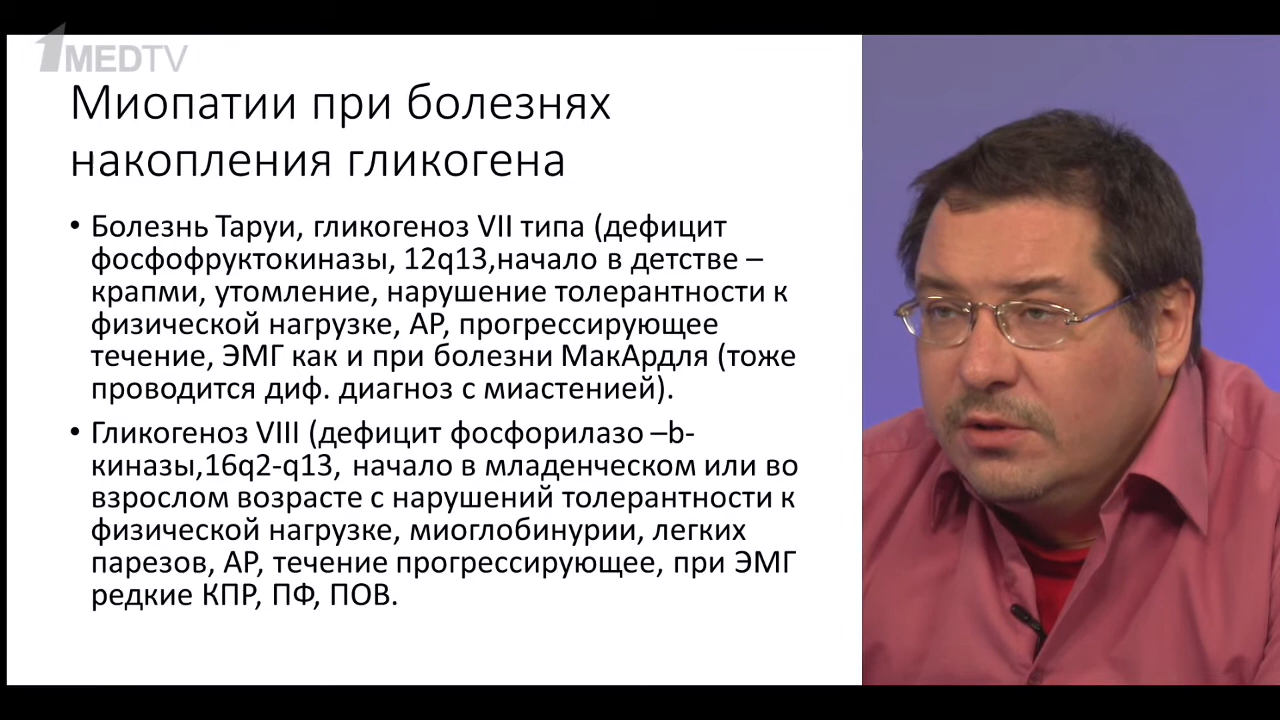 1MEDTV
Миопатии при болезнях
накопления гликогена
• Болезнь Таруи, гликогеноз VII типа (дефицит
фосфофруктокиназы, 12q13,начало в детстве –
крапми, утомление, нарушение толерантности к
физической нагрузке, АР, прогрессирующее
течение, ЭМГ как и при болезни МакАрдля (тоже
проводится диф. диагноз с миастенией).
• Гликогеноз VIII (дефицит фосфорилазо –b-
киназы,16q2-q13, начало в младенческом или во
взрослом возрасте с нарушений толерантности к
физической нагрузке, миоглобинурии, легких
парезов, АР, течение прогрессирующее, при ЭМГ
редкие КПР, ПФ, ПОВ.